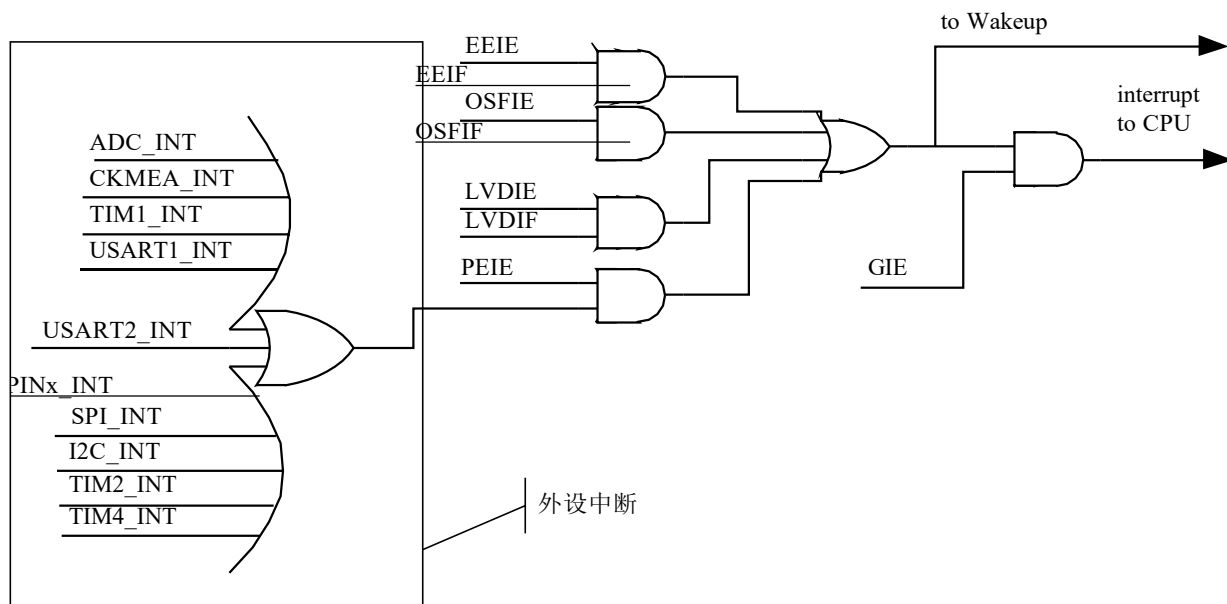 to Wakeup
EEIE
EEIF
OSFIE
OSFIF
interrupt
to CPU
ADC_INT
CKMEA_INT
TIM1_INT
USART1_INT
LVDIE
LVDIF
PEIE
GIE
USART2_INT
PINx_INT
SPI_INT
I2C_INT
TIM2_INT
TIM4_INT
外设中断